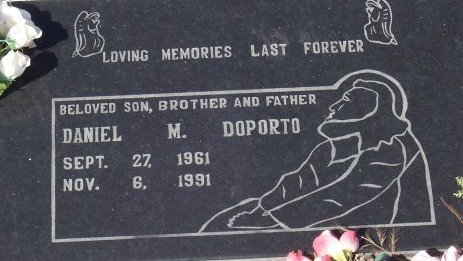 LOVING MEMORIES LAST FOREVER
BELOVED SON, BROTHER AND FATHER
DANIEL M. DOPORTO
SEPT. 27, 1961
NOV. 6, 1991